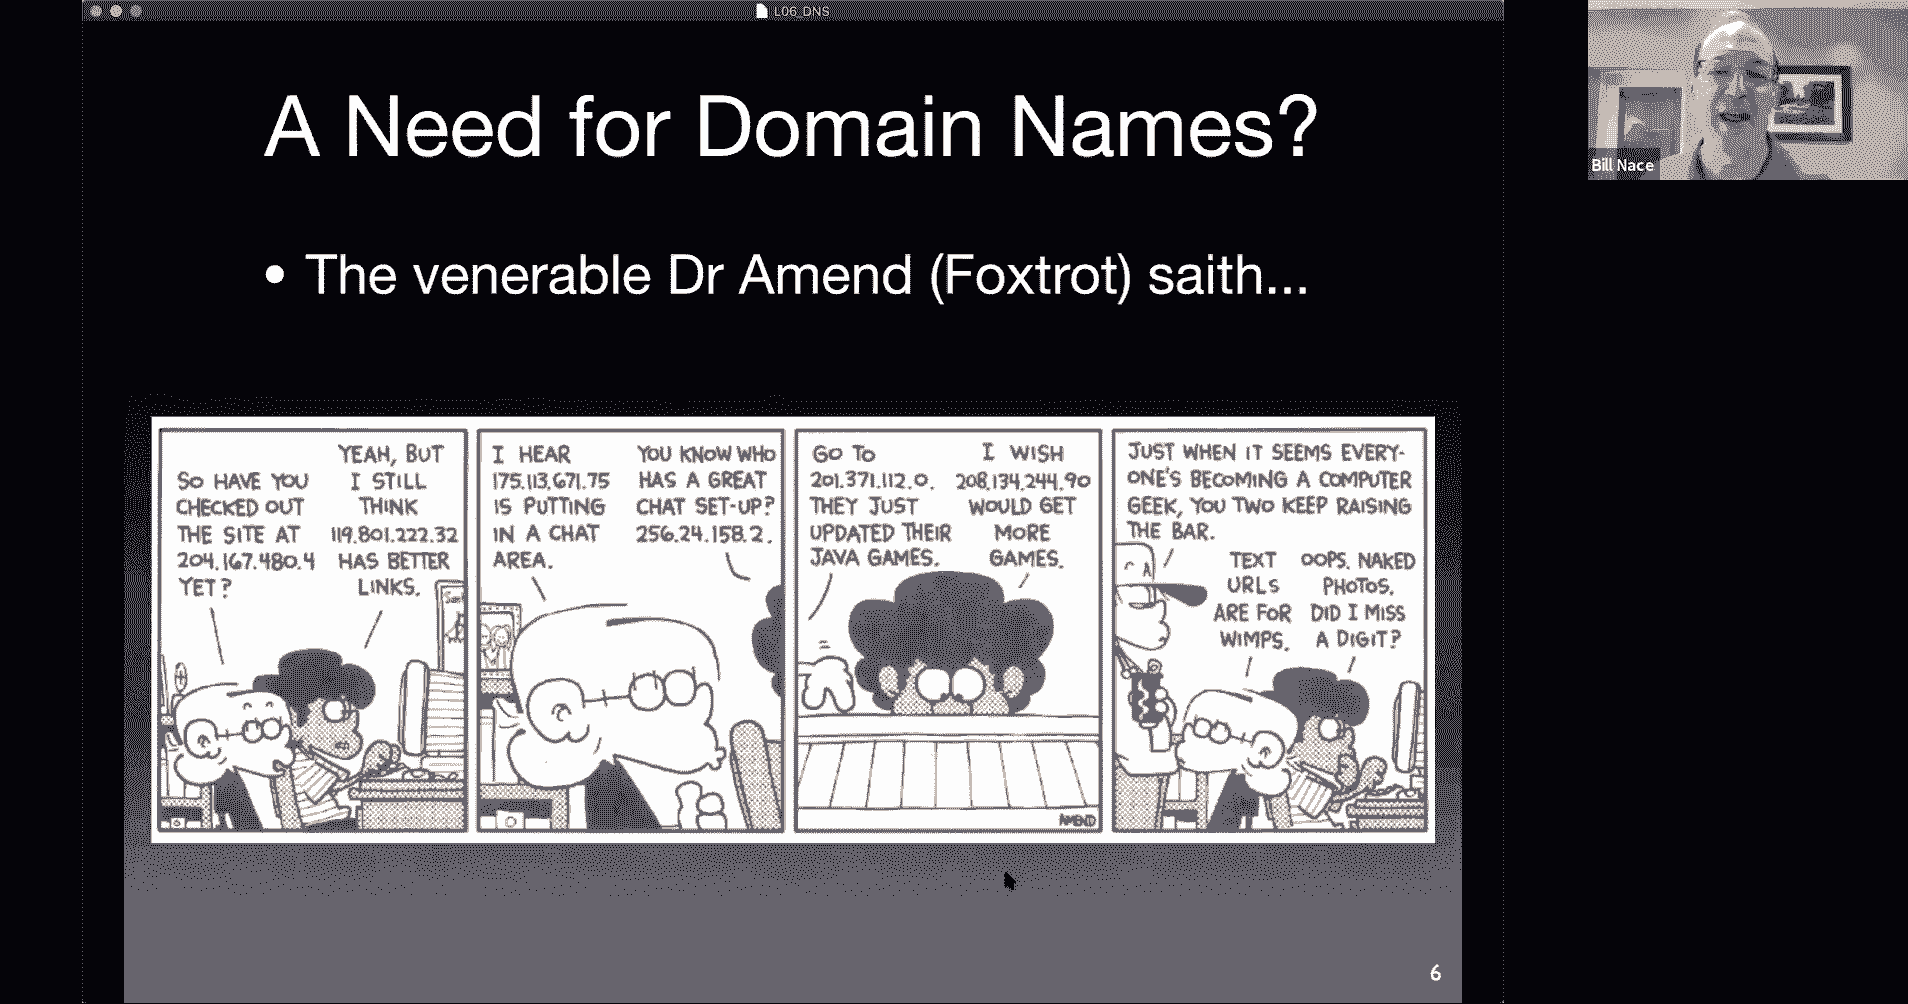 L06_DNS
A Need for Domain Names?
• The venerable Dr Amend (Foxtrot) saith...
SO HAVE YOU
CHECKED OUT
THE SITE AT
204.167.480.4
YET?
YEAH, BUT
I STILL
THINK
119.801.222.32
HAS BETTER
LINKS.
I HEAR
175.113.671.75
IS PUTTING
IN A CHAT
AREA.
YOU KNOW WHO
HAS A GREAT
CHAT SET-UP?
256.24.158.2.
GO TO
201.371.112.0.
THEY JUST
UPDATED THEIR
JAVA GAMES.
I WISH
208.134.244.90
WOULD GET
MORE
GAMES.
AMEND
JUST WHEN IT SEEMS EVERY-
ONE'S BECOMING A COMPUTER
GEEK, YOU TWO KEEP RAISING
THE BAR.
TEXT
URLS
ARE FOR
WIMPS.
OOPS. NAKED
PHOTOS.
DID I MISS
A DIGIT?
6
Bill Nace